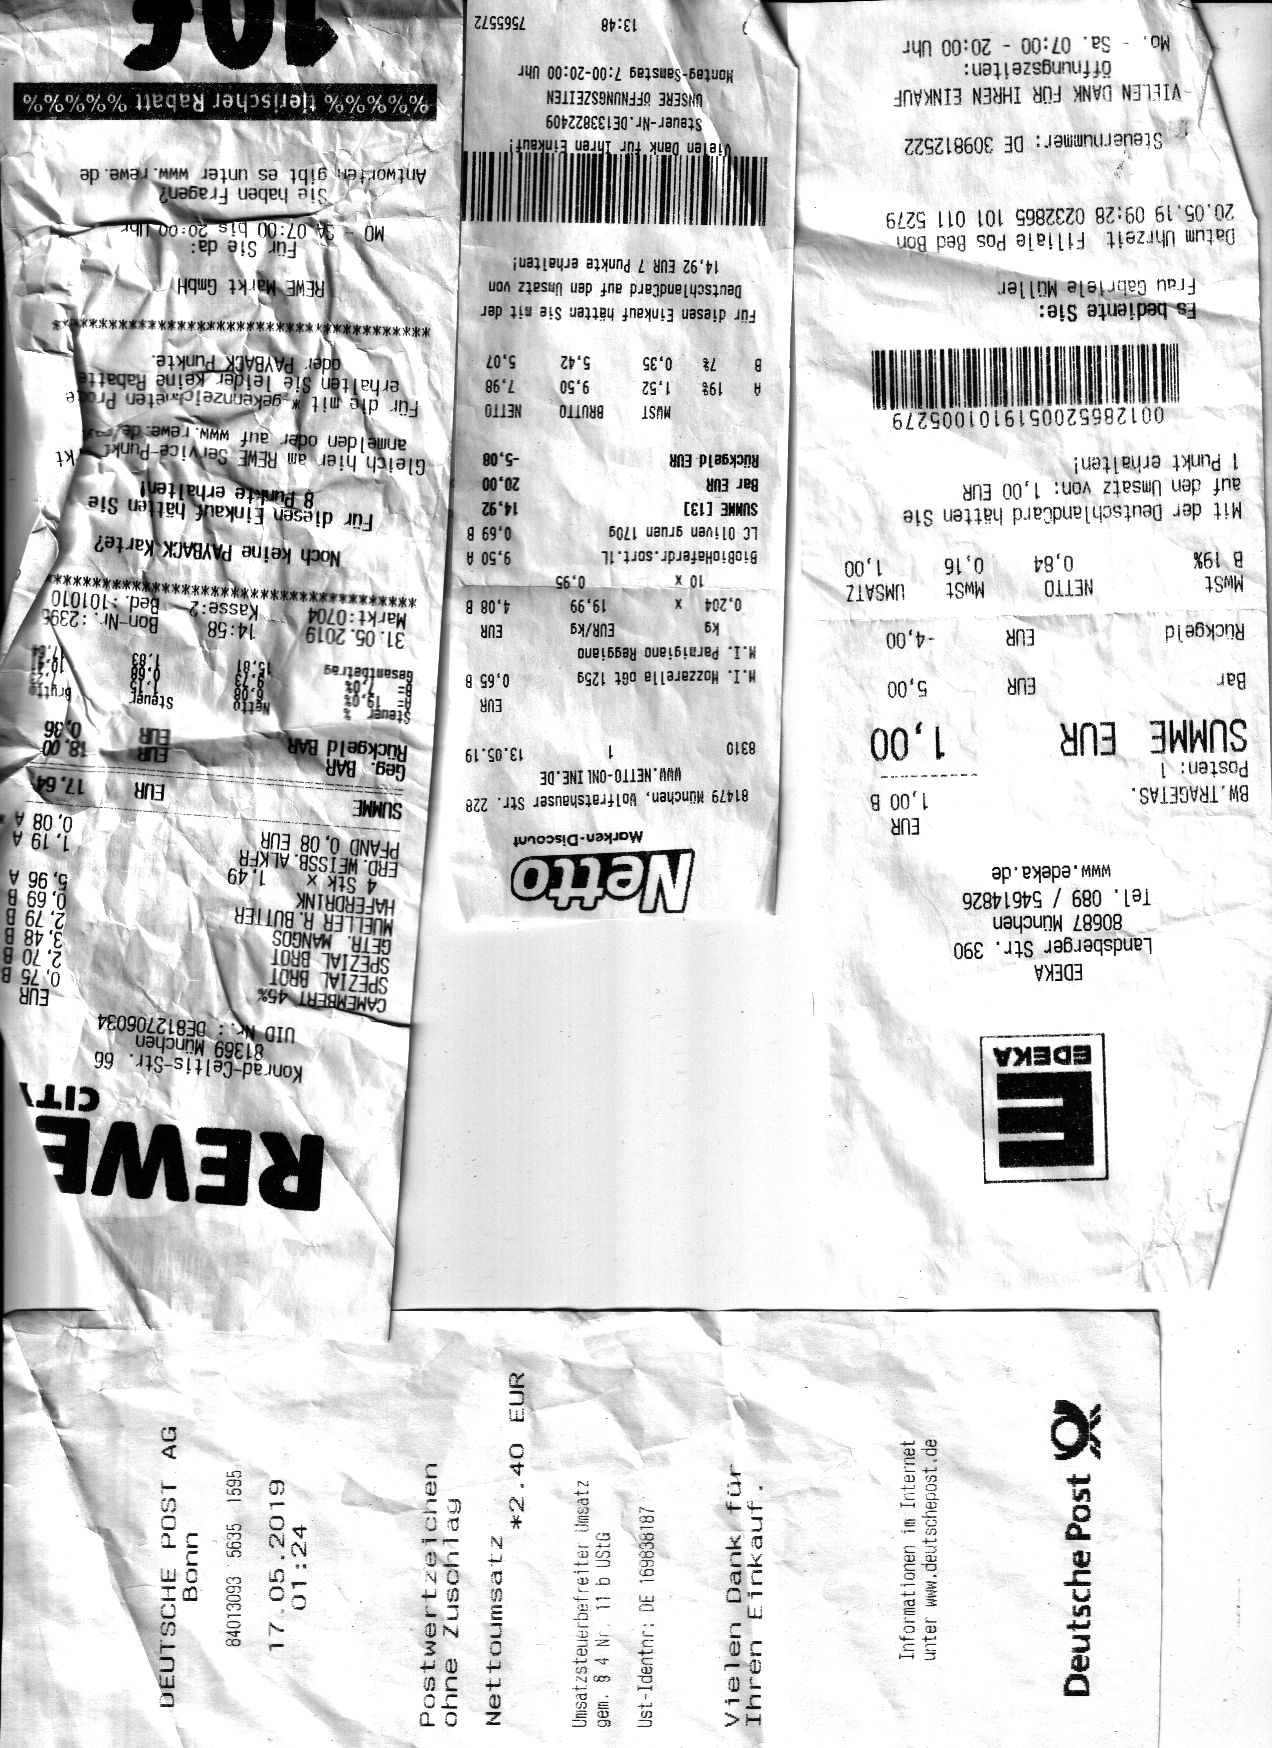 REWE
CITY
Konrad-Celtis-Str. 66
81369 München
UID Nr.: DE812706034
EUR
CAMEMBERT 45% 0,75 B
SPEZIAL BROT 2,70 B
SPEZIAL BROT 3,48 B
GETR. MANGOS 2,79 B
MUELLER R.BUTTER 0,69 B
HAFERDRINK 5,96 A
4 Stk x 1,49
ERD.WEISSB.ALKFR 1,19 A
PFAND 0,08 EUR 0,08 A *
SUMME EUR 17,64
Geg. BAR EUR 18,00
Rückgeld BAR EUR 0,36
Steuer % Netto Steuer Brutto
A= 19,0% 6,08 1,15 7,23
B= 7,0% 9,73 0,68 10,41
Gesamtbetrag 15,81 1,83 17,64
31.05.2019 14:58 Bon-Nr.:2395
Markt:0704 Kasse:2 Bed.:101010
****************************************
Noch keine PAYBACK Karte?
Für diesen Einkauf hätten Sie
8 Punkte erhalten!
Gleich hier am REWE Service-Punkt
anmelden oder auf www.rewe.de/
Für die mit * gekennzeichneten Pro
erhalten Sie leider keine Rabatte
oder PAYBACK Punkte.
****************************************
REWE Markt GmbH
Für Sie da:
MO - SA 07:00 bis 20:00 Uhr
Sie haben Fragen?
Antworten gibt es unter www.rewe.de
%%%%%% tierischer Rabatt %%%%%%
10€
Netto
Marken-Discount
81479 München, Wolfratshauser Str. 228
WWW.NETTO-ONLINE.DE
8310 1 13.05.19
EUR
M.I. Mozzarella ogt 125g 0,65 B
M.I. Parmigiano Reggiano
kg EUR/kg EUR
0,204 x 19,99 4,08 B
10 x 0,95
BioBioHaferdr.sort.1L 9,50 A
LC Oliven gruen 170g 0,69 B
SUMME [13] 14,92
Bar EUR 20,00
Rückgeld EUR -5,08
MWST BRUTTO NETTO
A 19% 1,52 9,50 7,98
B 7% 0,35 5,42 5,07
Für diesen Einkauf hätten Sie mit der
DeutschlandCard auf den Umsatz von
14,92 EUR 7 Punkte erhalten!
Vielen Dank für Ihren Einkauf!
Steuer-Nr.DE133822409
UNSERE ÖFFNUNGSZEITEN
Montag-Samstag 7:00-20:00 Uhr
13:48 7565572
EDEKA
EDEKA
Landsberger Str. 390
80687 München
Tel. 089 / 54614826
www.edeka.de
EUR
BW.TRAGETAS. 1,00 B
Posten: 1
SUMME EUR 1,00
Bar EUR 5,00
Rückgeld EUR -4,00
MwSt NETTO MwSt UMSATZ
B 19% 0,84 0,16 1,00
Mit der DeutschlandCard hätten Sie
auf den Umsatz von: 1,00 EUR
1 Punkt erhalten!
0012865520051910101005279
Es bediente Sie:
Frau Gabriele Müller
Datum Uhrzeit Filiale Pos Bed Bon
20.05.19 09:28 0232865 101 011 5279
Steuernummer: DE 309812522
VIELEN DANK FÜR IHREN EINKAUF
Öffnungszeiten:
Mo. - Sa. 07:00 - 20:00 Uhr
DEUTSCHE POST AG
Bonn
84013093 5635 1595
17.05.2019
01:24
Postwertzeichen
ohne Zuschlag
Nettoumsatz *2.40 EUR
Umsatzsteuerbefreiter Umsatz
gem. § 4 Nr. 11 b UStG
Ust-Identnr: DE 169838187
Vielen Dank für
Ihren Einkauf.
Informationen im Internet
unter www.deutschepost.de
Deutsche Post